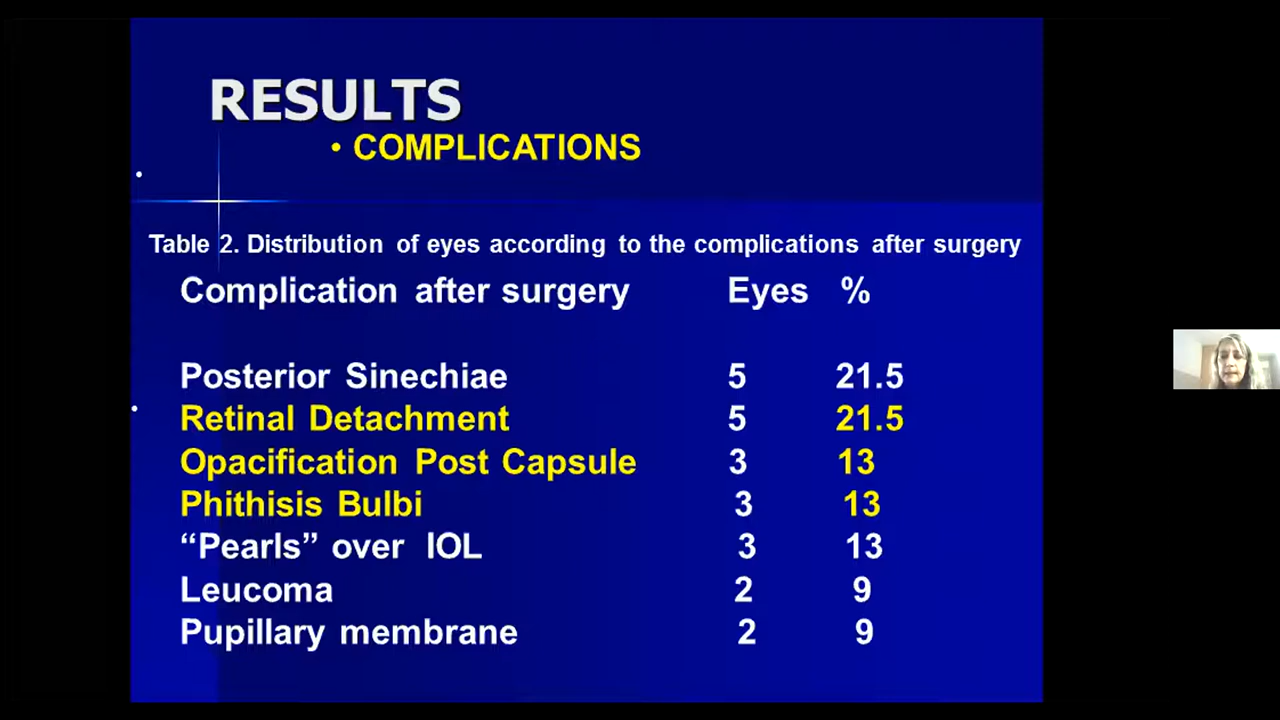 RESULTS
• COMPLICATIONS
Table 2. Distribution of eyes according to the complications after surgery
Complication after surgery Eyes %
Posterior Sinechiae 5 21.5
Retinal Detachment 5 21.5
Opacification Post Capsule 3 13
Phithisis Bulbi 3 13
“Pearls” over IOL 3 13
Leucoma 2 9
Pupillary membrane 2 9